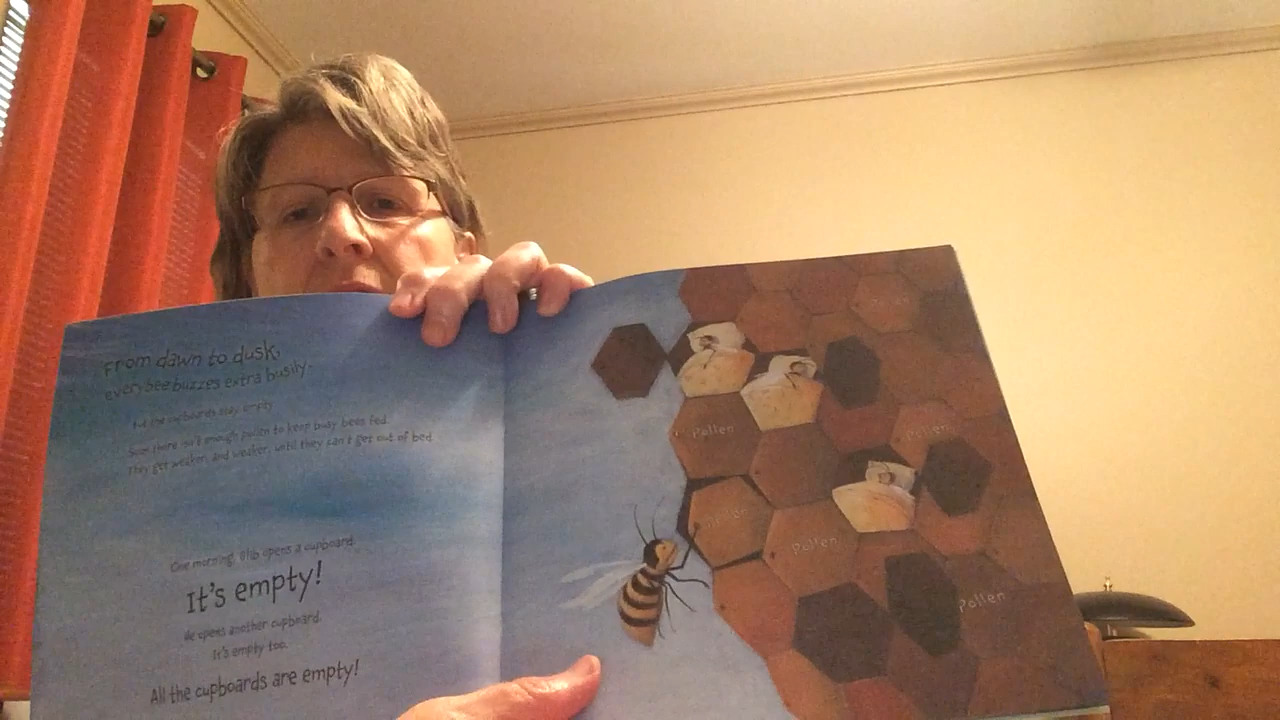 From dawn to dusk,
every bee buzzes extra busily.
but the cupboards stay empty.
Soon there isn't enough pollen to keep busy bees fed.
They get weaker, and weaker, until they can't get out of bed.
One morning, Blib opens a cupboard.
It's empty!
He opens another cupboard.
It's empty too.
All the cupboards are empty!
Pollen
Pollen
Pollen
Pollen
Pollen
Pollen